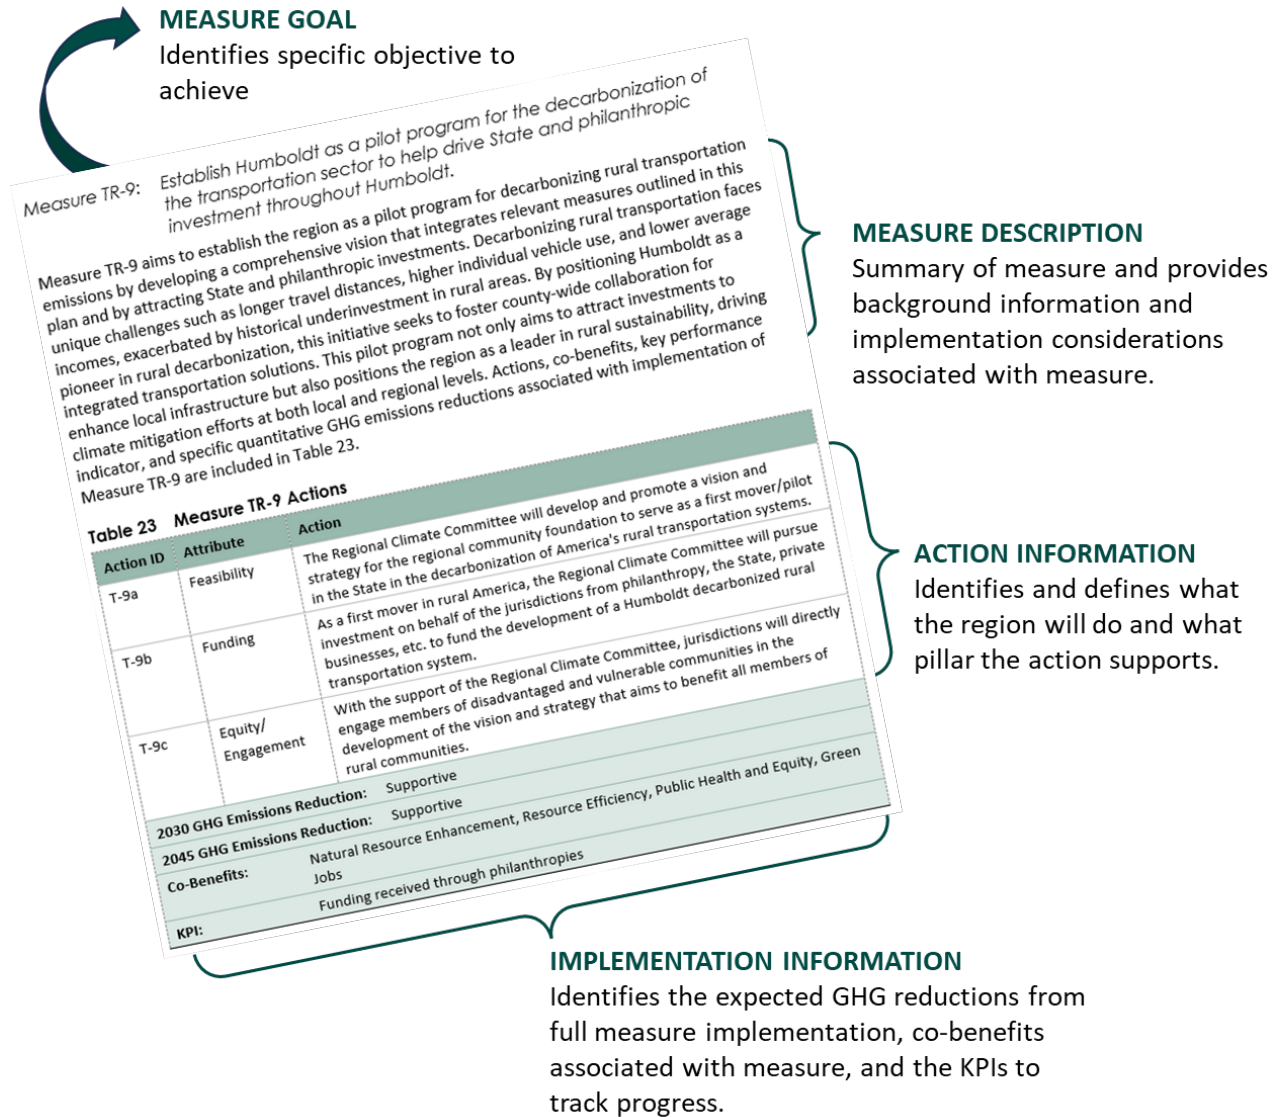 MEASURE GOAL
Identifies specific objective to
achieve
Measure TR-9:
Establish Humboldt as a pilot program for the decarbonization of
the transportation sector to help drive State and philanthropic
investment throughout Humboldt.
Measure TR-9 aims to establish the region as a pilot program for decarbonizing rural transportation
emissions by developing a comprehensive vision that integrates relevant measures outlined in this
plan and by attracting State and philanthropic investments. Decarbonizing rural transportation faces
unique challenges such as longer travel distances, higher individual vehicle use, and lower average
incomes, exacerbated by historical underinvestment in rural areas. By positioning Humboldt as a
pioneer in rural decarbonization, this initiative seeks to foster county-wide collaboration for
integrated transportation solutions. This pilot program not only aims to attract investments to
enhance local infrastructure but also positions the region as a leader in rural sustainability, driving
climate mitigation efforts at both local and regional levels. Actions, co-benefits, key performance
indicator, and specific quantitative GHG emissions reductions associated with implementation of
Measure TR-9 are included in Table 23.
MEASURE DESCRIPTION
Summary of measure and provides
background information and
implementation considerations
associated with measure.
Table 23 Measure TR-9 Actions
Action ID Attribute Action
T-9a
Feasibility
The Regional Climate Committee will develop and promote a vision and
strategy for the regional community foundation to serve as a first mover/pilot
in the State in the decarbonization of America's rural transportation systems.
T-9b
Funding
As a first mover in rural America, the Regional Climate Committee will pursue
investment on behalf of the jurisdictions from philanthropy, the State, private
businesses, etc. to fund the development of a Humboldt decarbonized rural
transportation system.
T-9c
Equity/
Engagement
With the support of the Regional Climate Committee, jurisdictions will directly
engage members of disadvantaged and vulnerable communities in the
development of the vision and strategy that aims to benefit all members of
rural communities.
2030 GHG Emissions Reduction: Supportive
2045 GHG Emissions Reduction: Supportive
Co-Benefits:
Natural Resource Enhancement, Resource Efficiency, Public Health and Equity, Green
Jobs
KPI:
Funding received through philanthropies
ACTION INFORMATION
Identifies and defines what
the region will do and what
pillar the action supports.
IMPLEMENTATION INFORMATION
Identifies the expected GHG reductions from
full measure implementation, co-benefits
associated with measure, and the KPIs to
track progress.